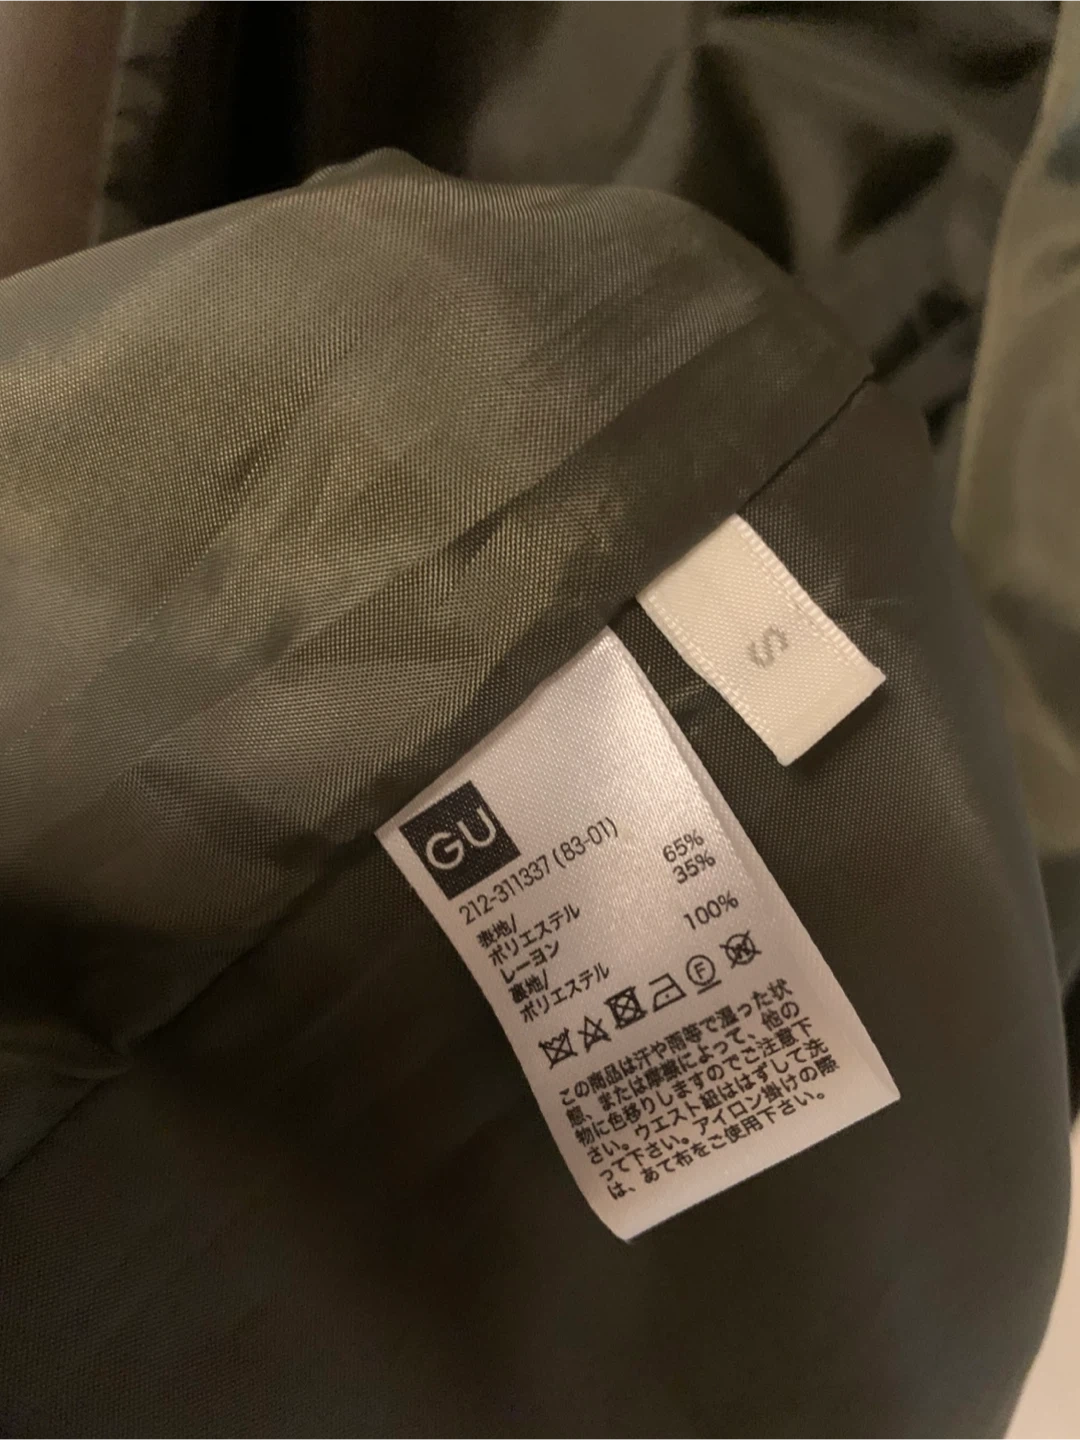 S
GU
212-311337 (83-01)
表地/
ポリエステル 65%
レーヨン 35%
裏地/
ポリエステル 100%
F W
この商品は汗や雨等で湿った状
態、または摩擦によって、他の
物に色移りしますのでご注意下
さい。ウエスト紐ははずして洗
って下さい。アイロン掛けの際
は、あて布をご使用下さい。